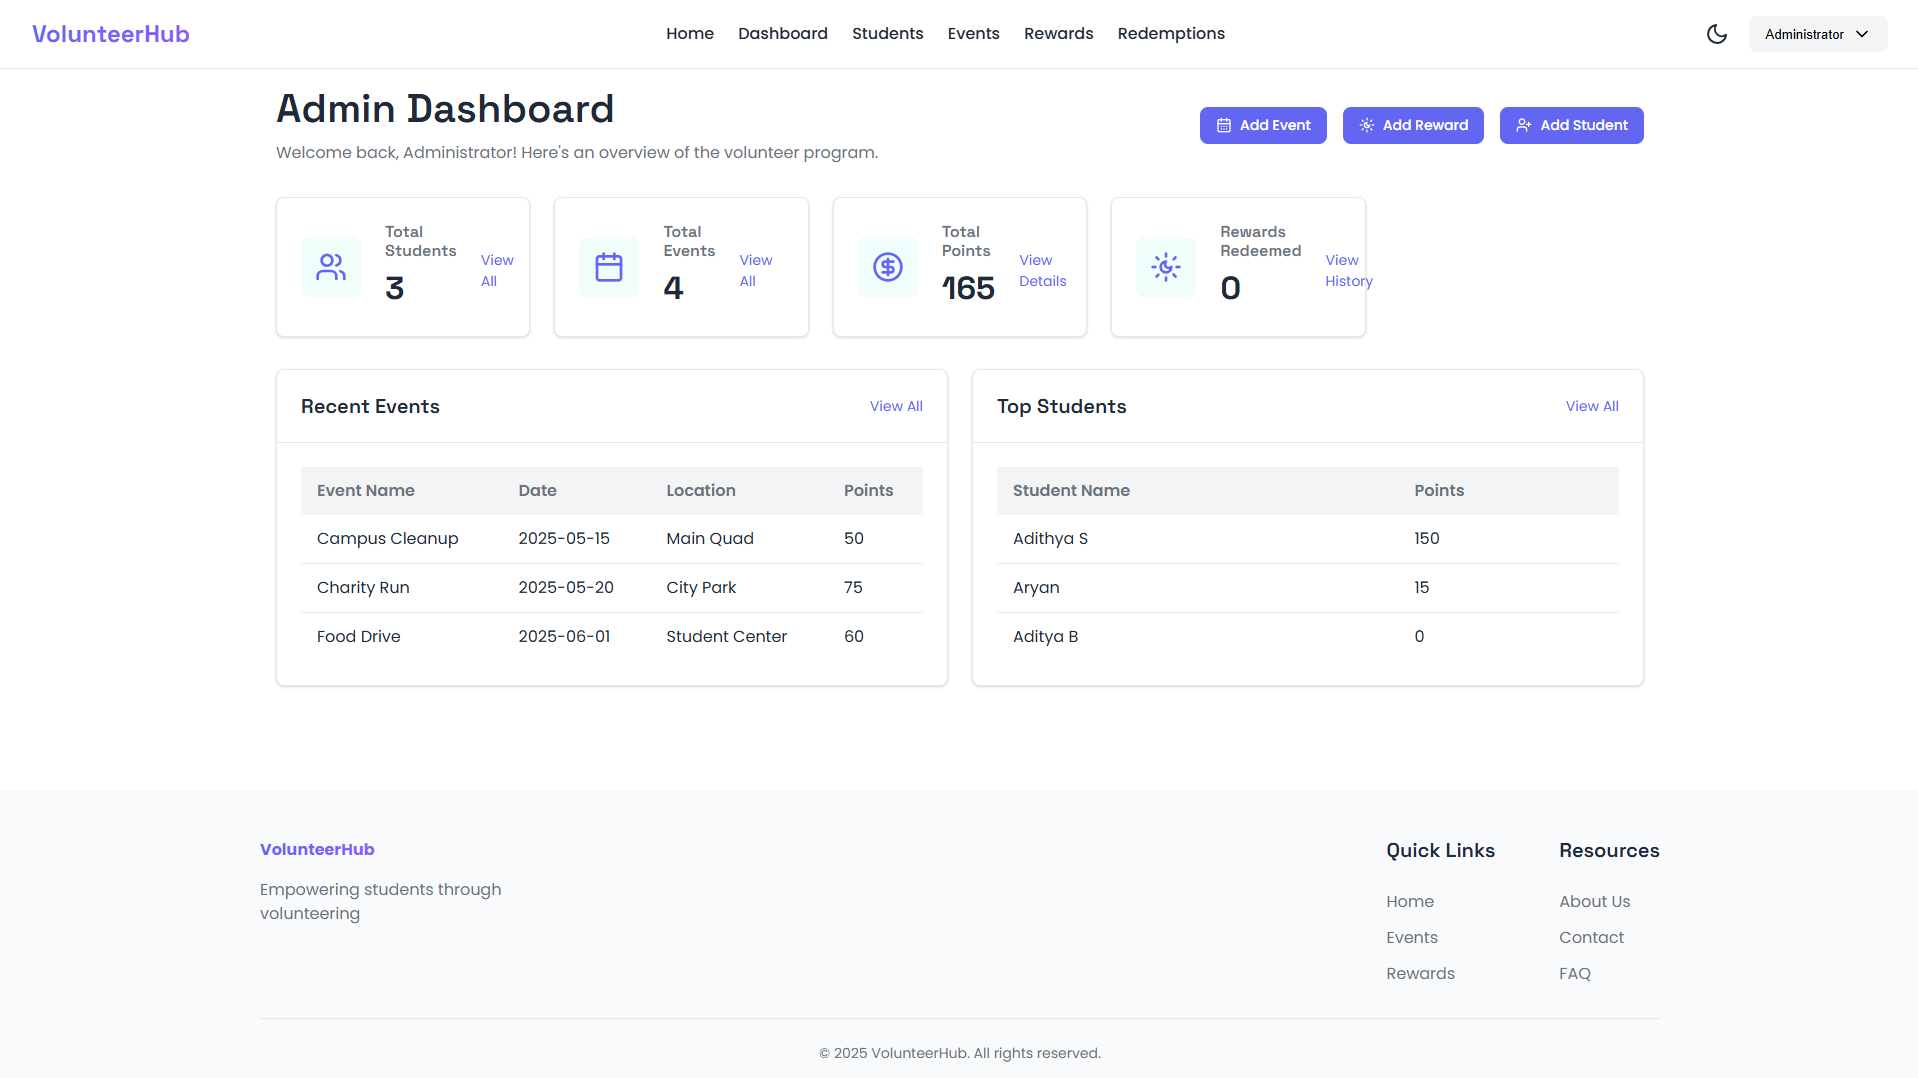 VolunteerHub
Home Dashboard Students Events Rewards Redemptions
Administrator
Admin Dashboard
Welcome back, Administrator! Here's an overview of the volunteer program.
Add Event
Add Reward
Add Student
Total
Students
3
View
All
Total
Events
4
View
All
Total
Points
165
View
Details
Rewards
Redeemed
0
View
History
Recent Events
View All
Event Name Date Location Points
Campus Cleanup 2025-05-15 Main Quad 50
Charity Run 2025-05-20 City Park 75
Food Drive 2025-06-01 Student Center 60
Top Students
View All
Student Name Points
Adithya S 150
Aryan 15
Aditya B 0
VolunteerHub
Empowering students through
volunteering
Quick Links
Home
Events
Rewards
Resources
About Us
Contact
FAQ
© 2025 VolunteerHub. All rights reserved.